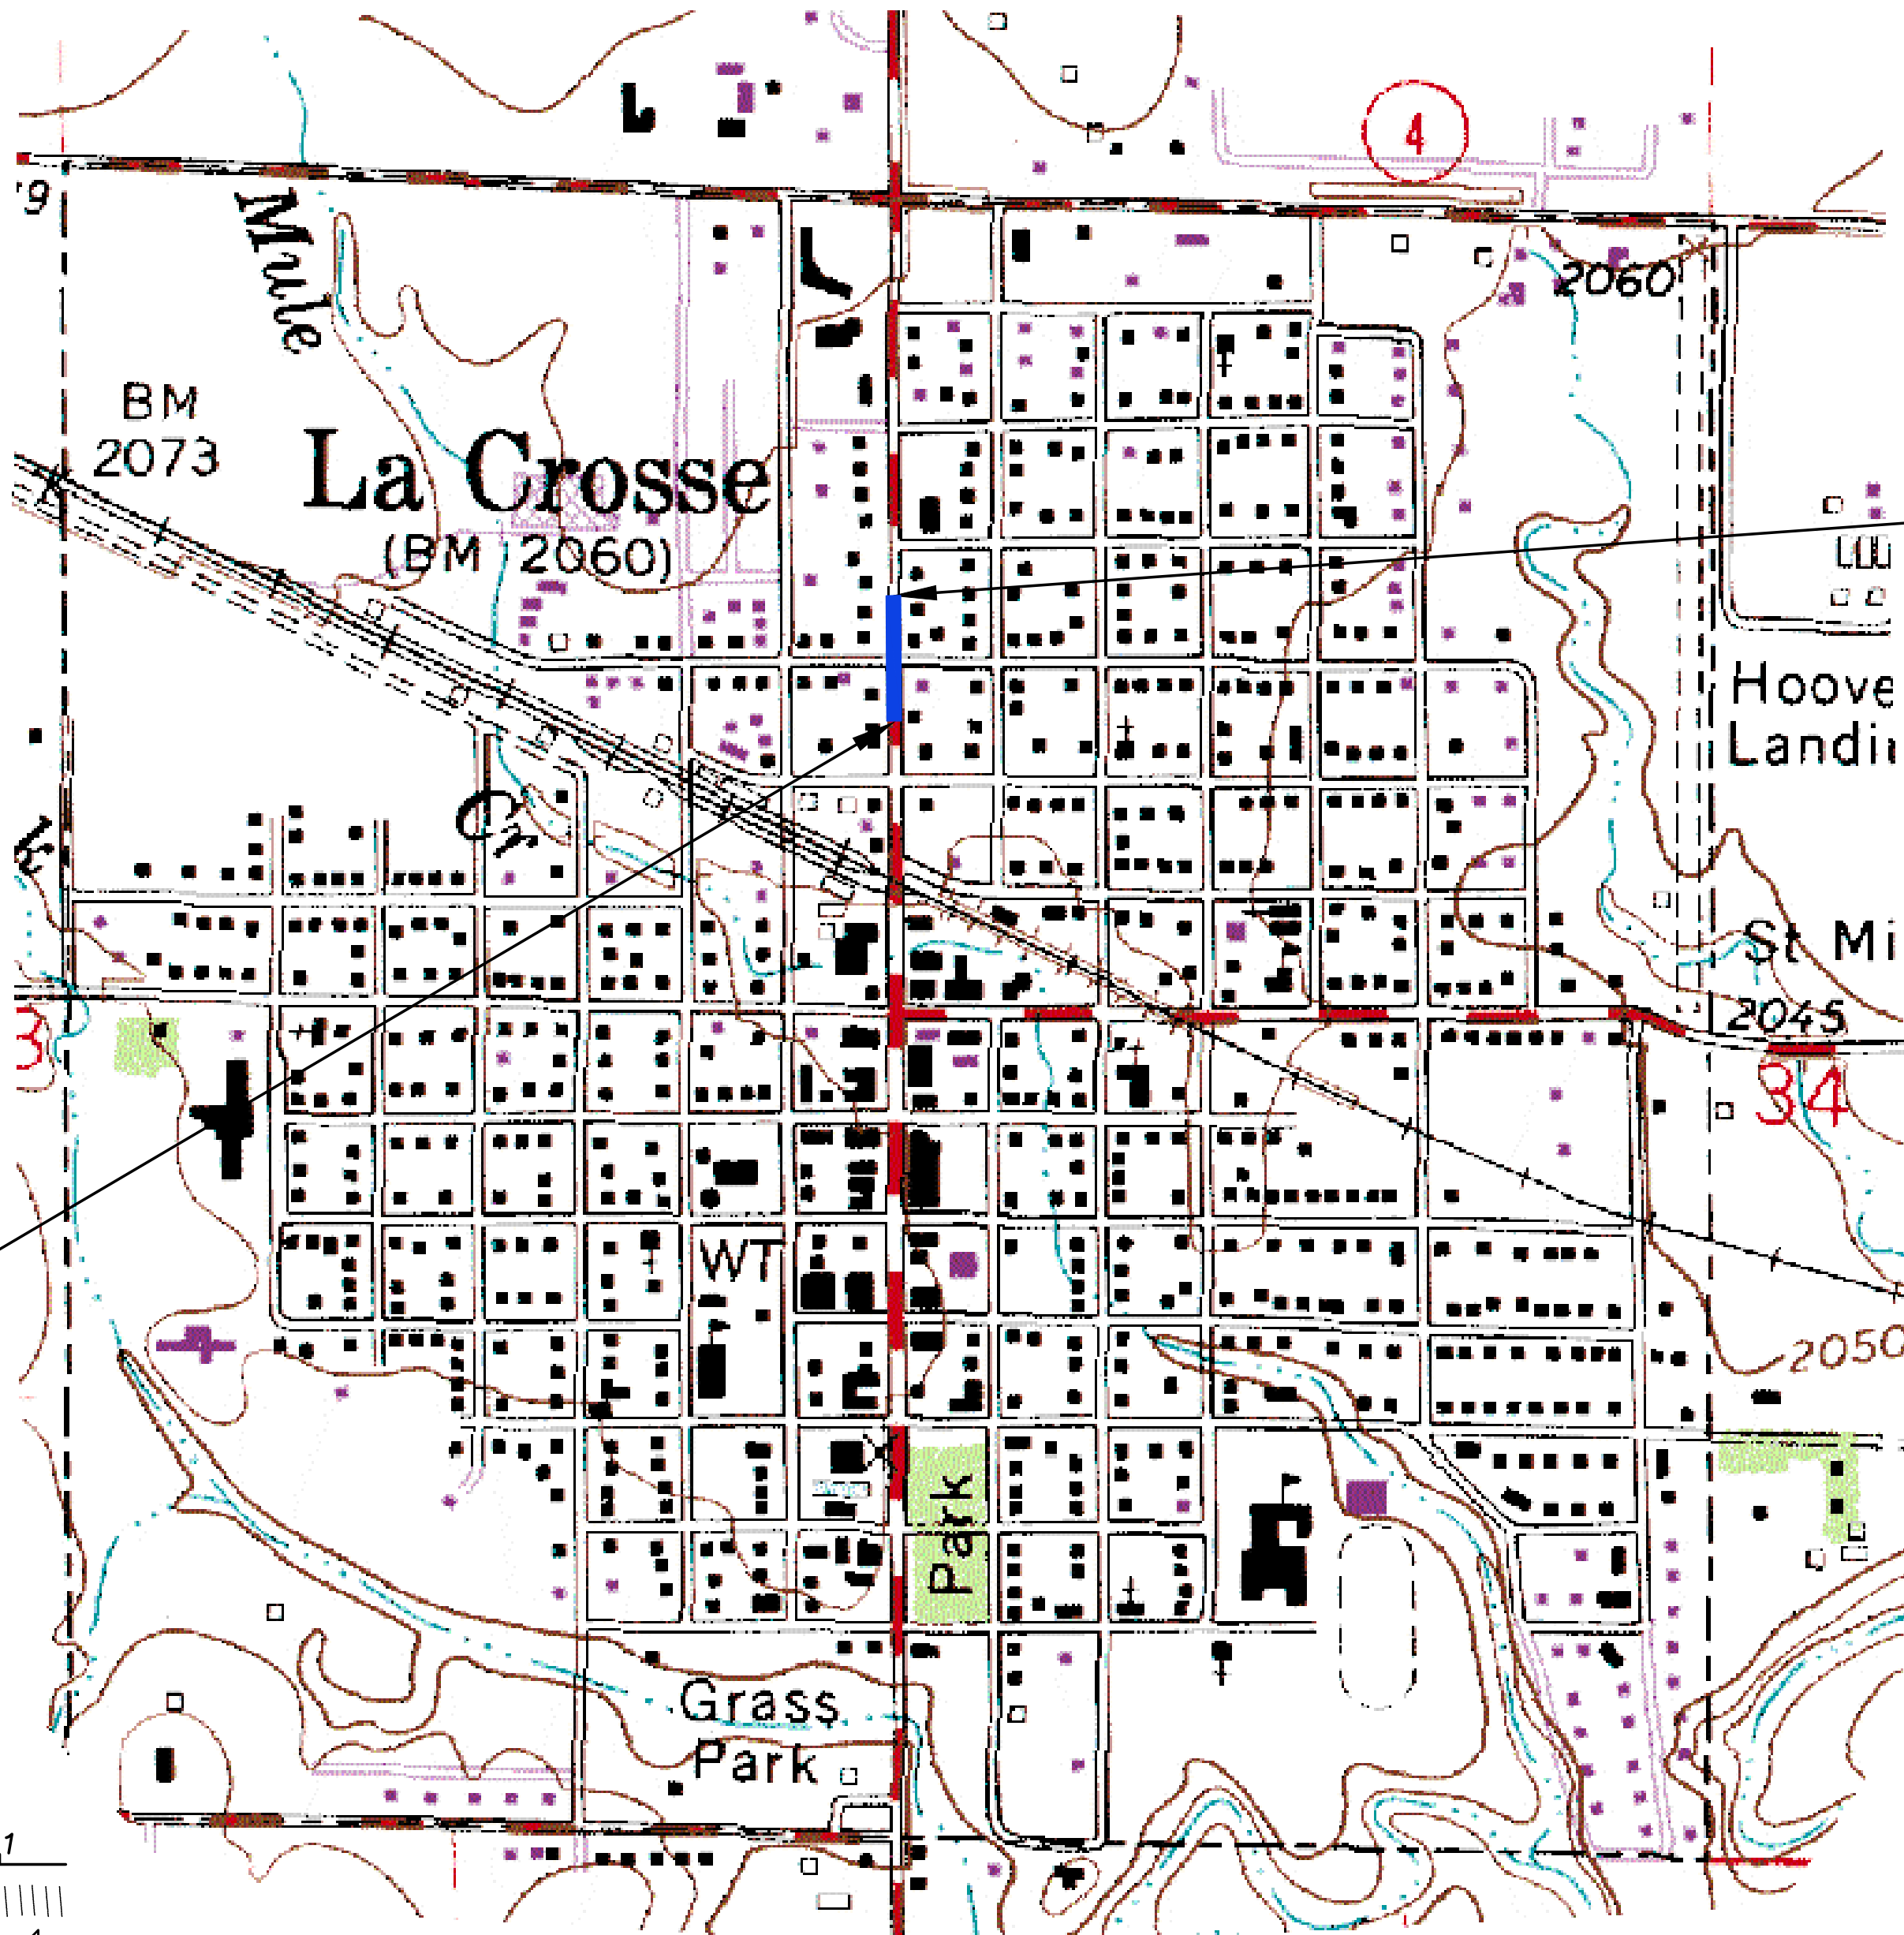 4
'9
Mule
2060
BM
2073
La Crosse
(BM 2060)
Hoove
Landi
Cr
St Mi
2045
3
34
WT
2050
Park
Grass
Park
1